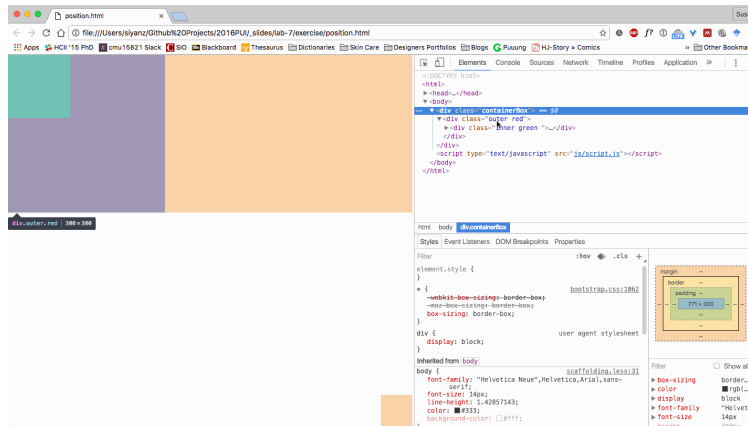 position.html
Sus
file:///Users/siyanz/Github%20Projects/2016PUI/_slides/lab-7/exercise/position.html
Apps HCII '15 PhD cmu15821 Slack SIO Blackboard Thesaurus Dictionaries Skin Care Designers Portfolios Blogs Puuung HJ-Story » Comics » Other Bookma
Elements Console Sources Network Timeline Profiles Application »
<!DOCTYPE html>
<html>
<head>…</head>
<body>
<div class="containerBox"> == $0
<div class="outer red">
<div class="inner green ">…</div>
</div>
</div>
<script type="text/javascript" src="js/script.js"></script>
</body>
</html>
div.outer.red | 300×300
html body div.containerBox
Styles Event Listeners DOM Breakpoints Properties
Filter :hov .cls +
element.style {
}
* { bootstrap.css:1062
-webkit-box-sizing: border-box;
-moz-box-sizing: border-box;
box-sizing: border-box;
}
div { user agent stylesheet
display: block;
}
Inherited from body
body { scaffolding.less:31
font-family: "Helvetica Neue",Helvetica,Arial,sans-
serif;
font-size: 14px;
line-height: 1.42857143;
color: #333;
background-color: #fff;
margin –
border –
padding –
771 × 300
Filter Show al
box-sizing border…
color rgb(…
display block
font-family "Helvet
font-size 14px
height